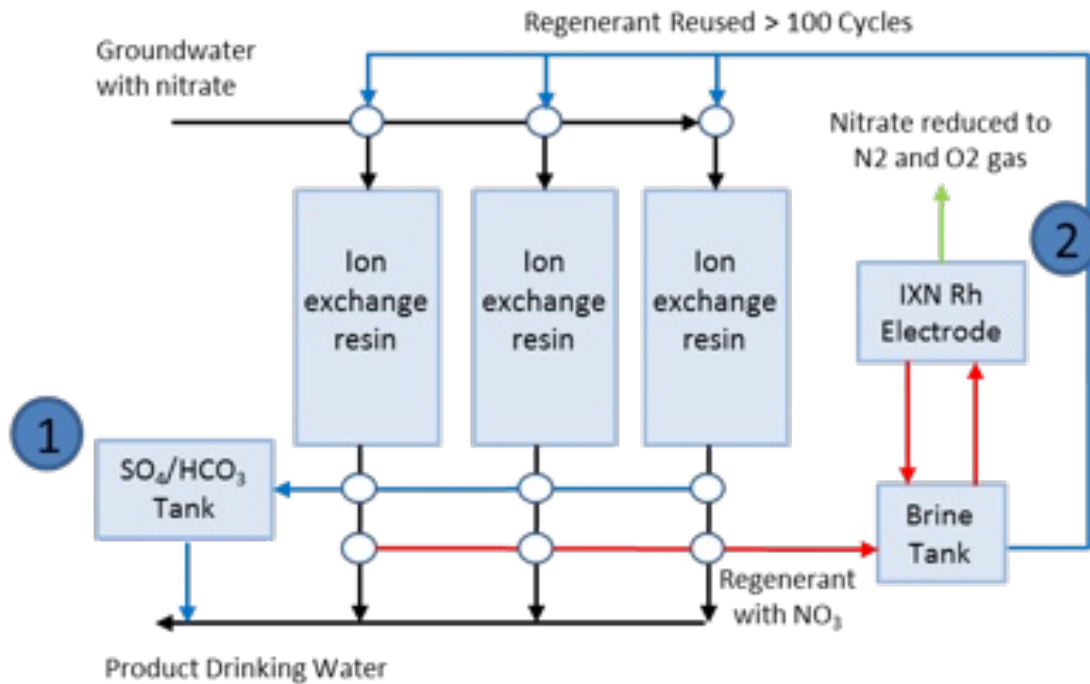 Regenerant Reused > 100 Cycles
Groundwater
with nitrate
Nitrate reduced to
N2 and O2 gas
2
Ion
exchange
resin
Ion
exchange
resin
Ion
exchange
resin
IXN Rh
Electrode
1
SO₄/HCO₃
Tank
Brine
Tank
Regenerant
with NO₃
Product Drinking Water